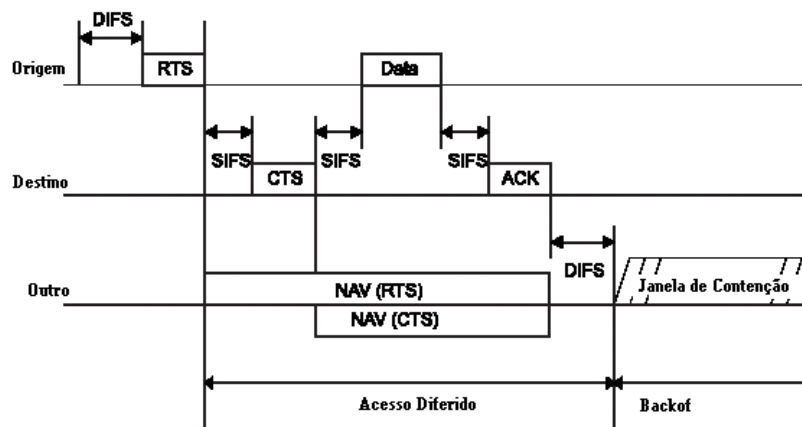 DIFS
Origem
RTS
Data
SIFS
SIFS
SIFS
Destino
CTS
ACK
DIFS
Outro
NAV (RTS)
Janela de Contenção
NAV (CTS)
Acesso Diferido
Backof